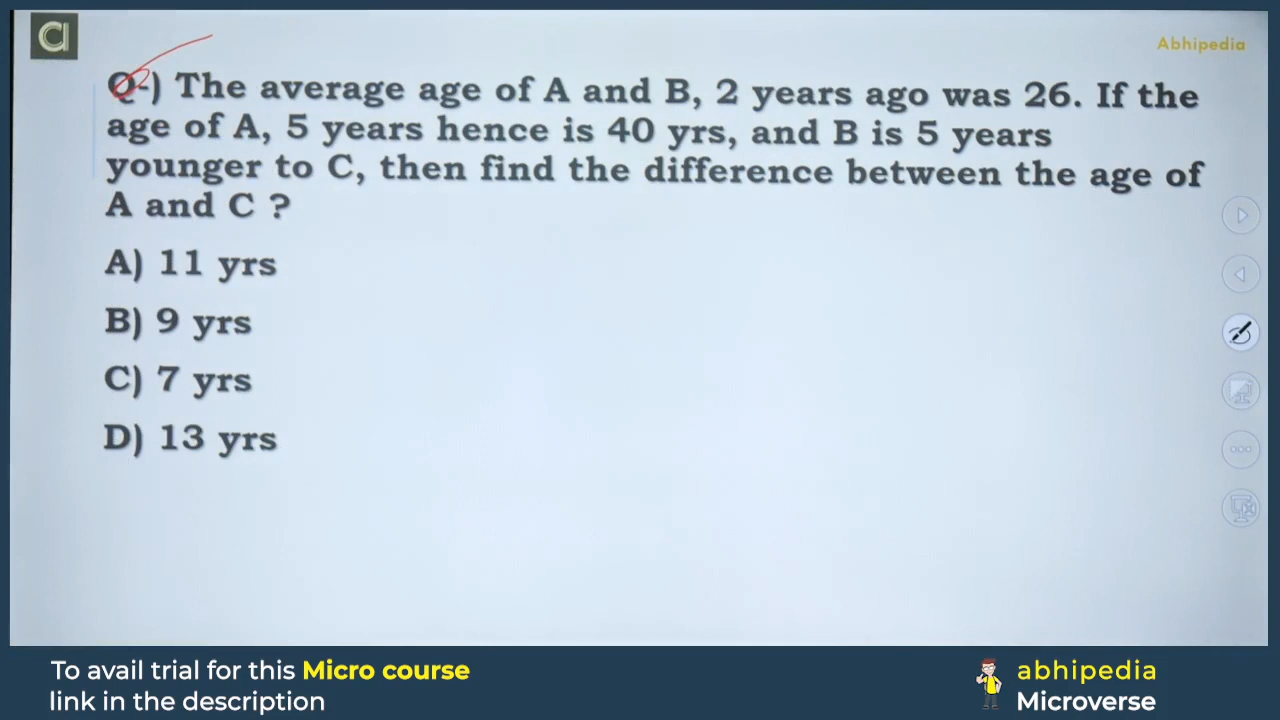 Abhipedia
Q-) The average age of A and B, 2 years ago was 26. If the
age of A, 5 years hence is 40 yrs, and B is 5 years
younger to C, then find the difference between the age of
A and C ?
A) 11 yrs
B) 9 yrs
C) 7 yrs
D) 13 yrs
To avail trial for this Micro course
link in the description
abhipedia
Microverse